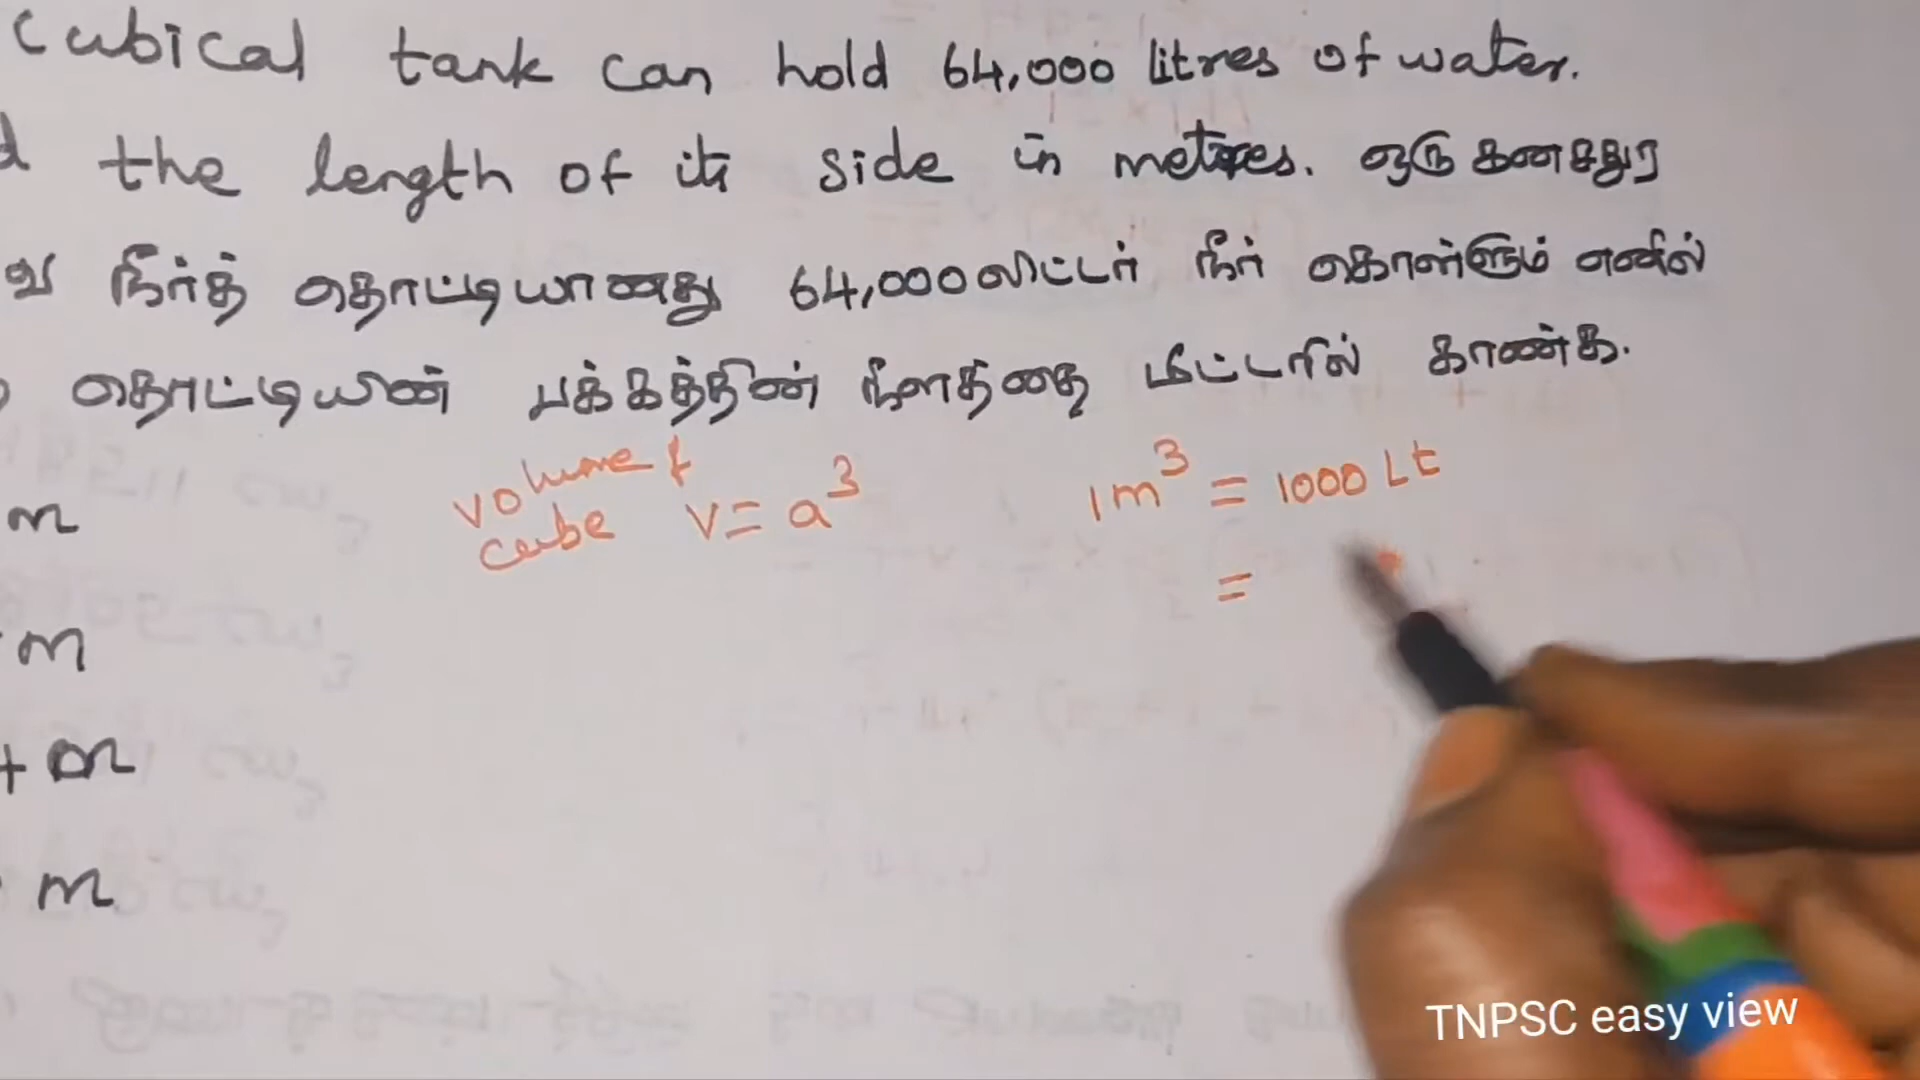 cubical tank can hold 64,000 litres of water.
d the length of its side in metres. ஒரு கனசதுர
வ நீர்த் தொட்டியானது 64,000 லிட்டர் நீர் கொள்ளும் எனில்
தொட்டியின் பக்கத்தின் நீளத்தை மீட்டரில் காண்க.
volume of
cube V = a³
1m³ = 1000 Lt
=
m
m
+ m
m
TNPSC easy view